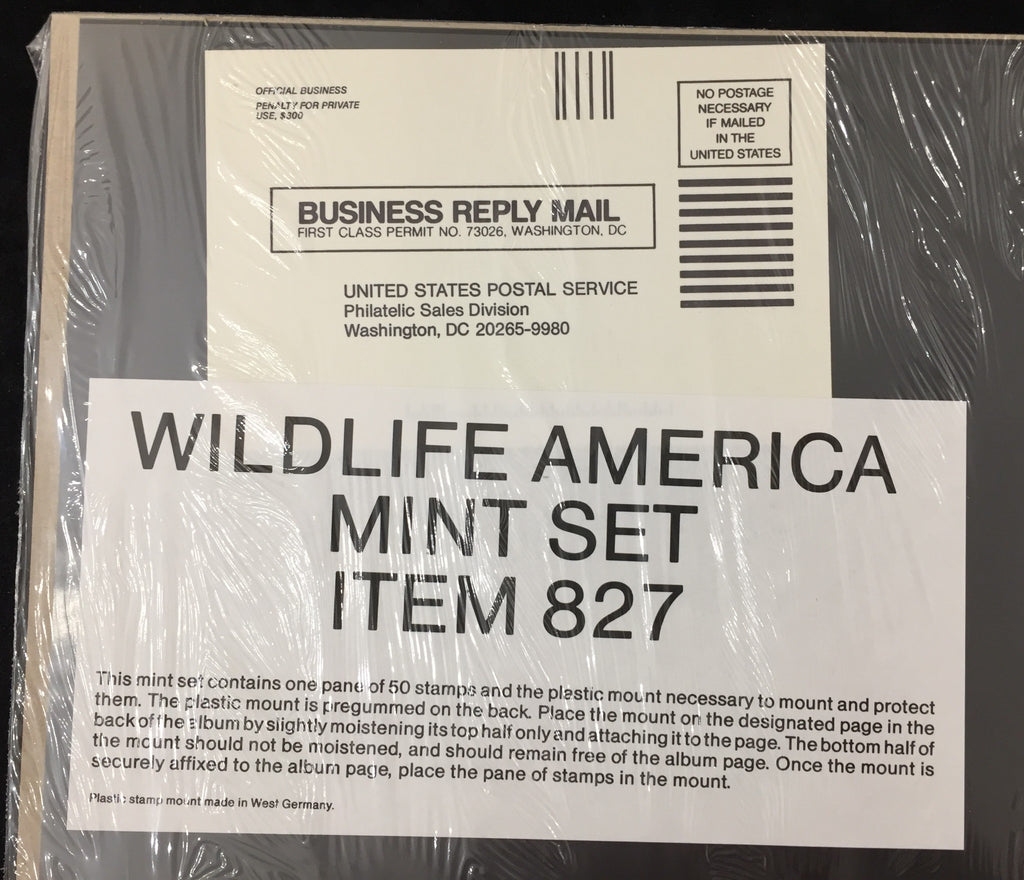 OFFICIAL BUSINESS
PENALTY FOR PRIVATE
USE, $300
NO POSTAGE
NECESSARY
IF MAILED
IN THE
UNITED STATES
BUSINESS REPLY MAIL
FIRST CLASS PERMIT NO. 73026, WASHINGTON, DC
UNITED STATES POSTAL SERVICE
Philatelic Sales Division
Washington, DC 20265-9980
WILDLIFE AMERICA
MINT SET
ITEM 827
This mint set contains one pane of 50 stamps and the plastic mount necessary to mount and protect
them. The plastic mount is pregummed on the back. Place the mount on the designated page in the
back of the album by slightly moistening its top half only and attaching it to the page. The bottom half of
the mount should not be moistened, and should remain free of the album page. Once the mount is
securely affixed to the album page, place the pane of stamps in the mount.
Plastic stamp mount made in West Germany.